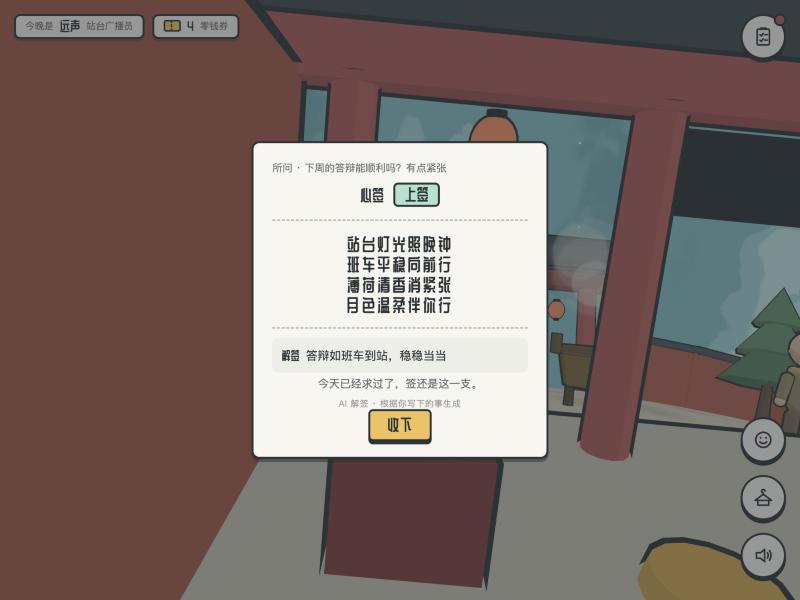 今晚是 远声 站台广播员
4 零钱券
所问 · 下周的答辩能顺利吗？有点紧张
心签 上签
站台灯光照晚钟
班车平稳向前行
薄荷清香消紧张
月色温柔伴你行
解签 答辩如班车到站，稳稳当当
今天已经求过了，签还是这一支。
AI 解签 · 根据你写下的事生成
收下